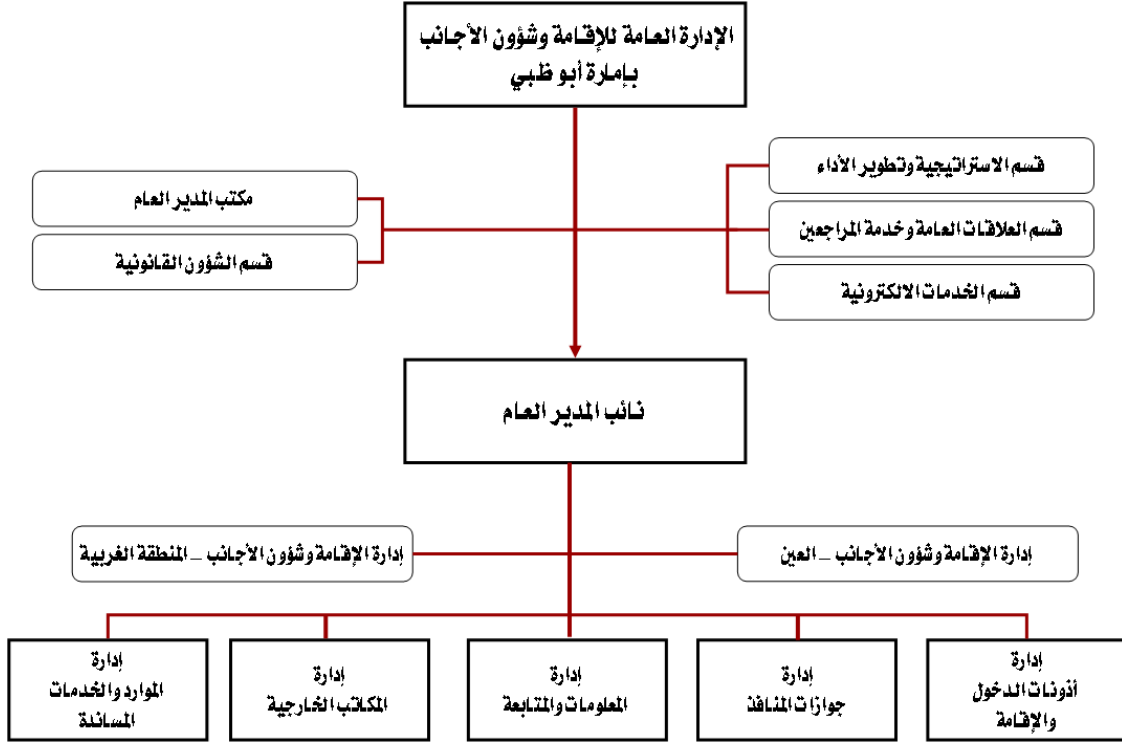 الإدارة العامة للإقامة وشؤون الأجانب
بإمارة أبو ظبي
قسم الاستراتيجية وتطوير الأداء
قسم العلاقات العامة وخدمة المراجعين
قسم الخدمات الالكترونية
مكتب المدير العام
قسم الشؤون القانونية
نائب المدير العام
إدارة الإقامة وشؤون الأجانب – العين
إدارة الإقامة وشؤون الأجانب – المنطقة الغربية
إدارة
أذونات الدخول
والإقامة
إدارة
جوازات المنافذ
إدارة
المعلومات والمتابعة
إدارة
المكاتب الخارجية
إدارة
الموارد والخدمات
المساندة